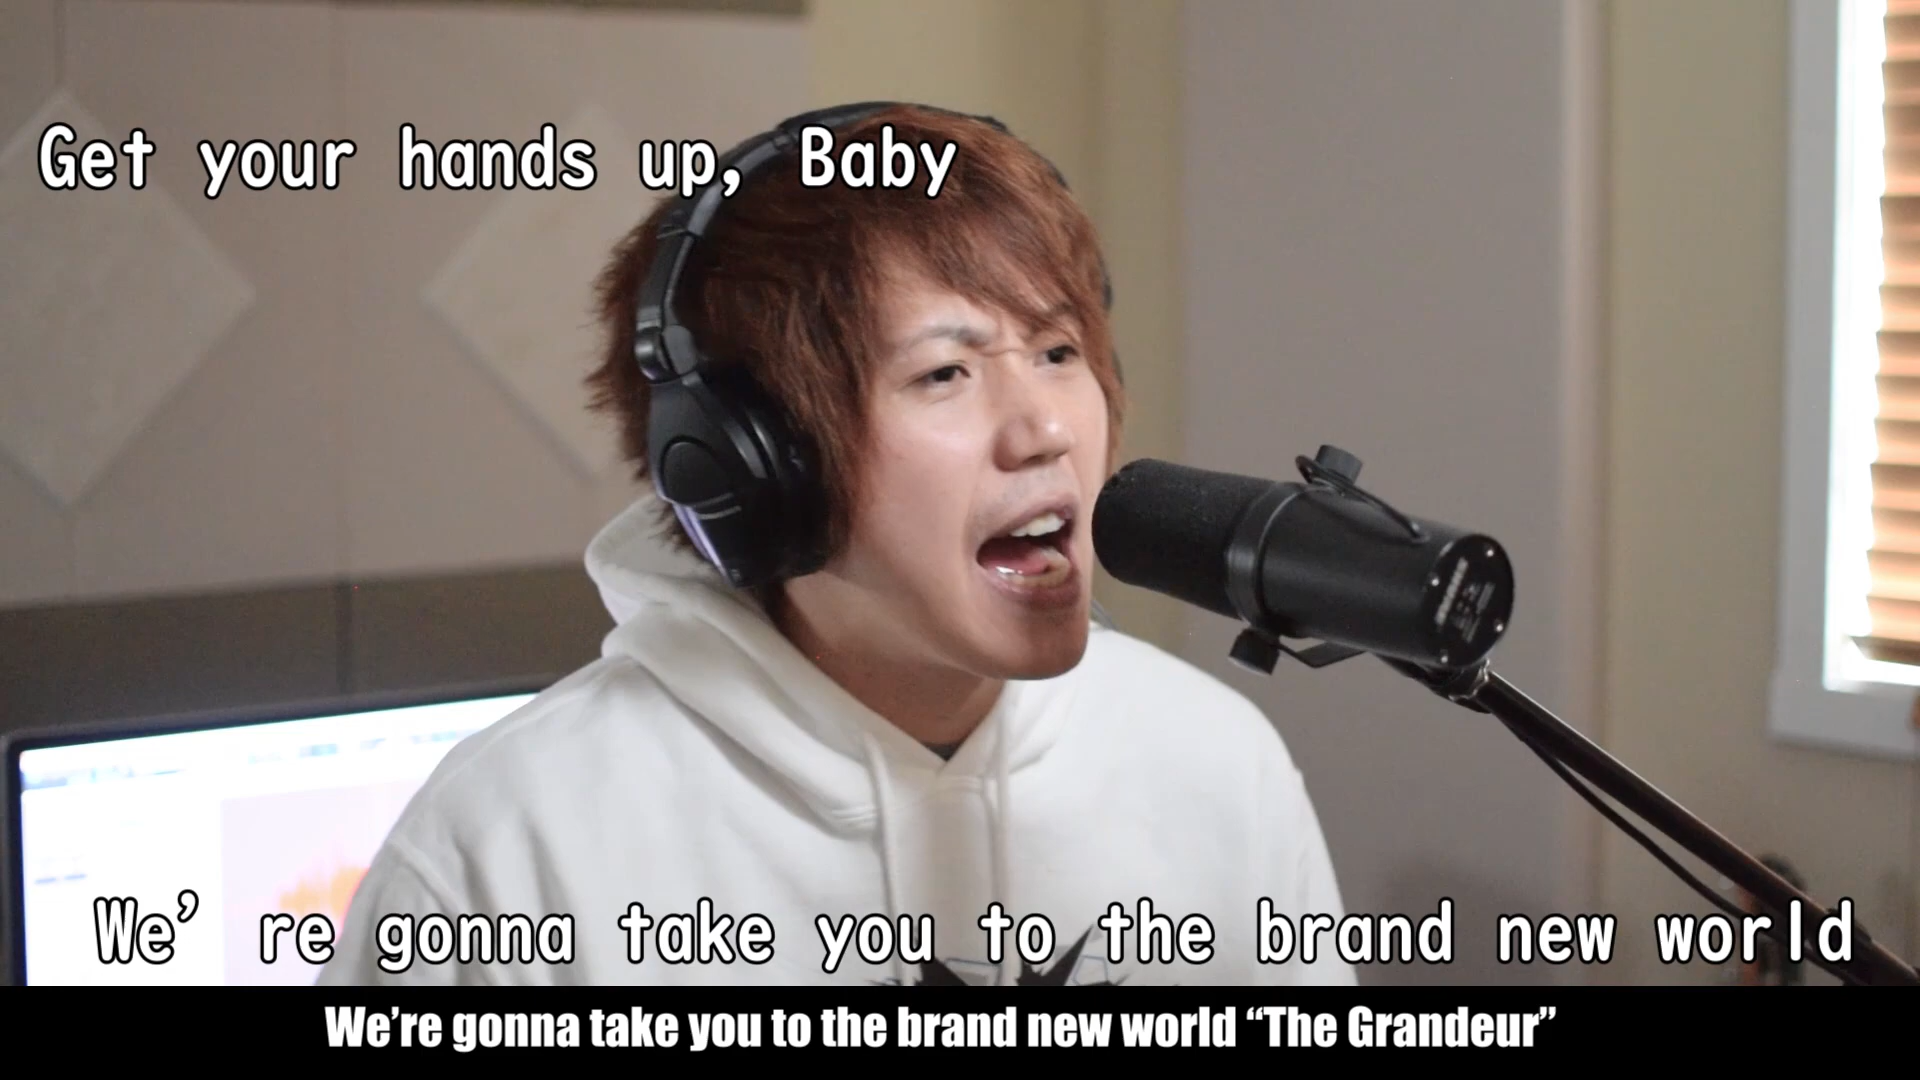 Get your hands up, Baby
We’re gonna take you to the brand new world
We’re gonna take you to the brand new world “The Grandeur”